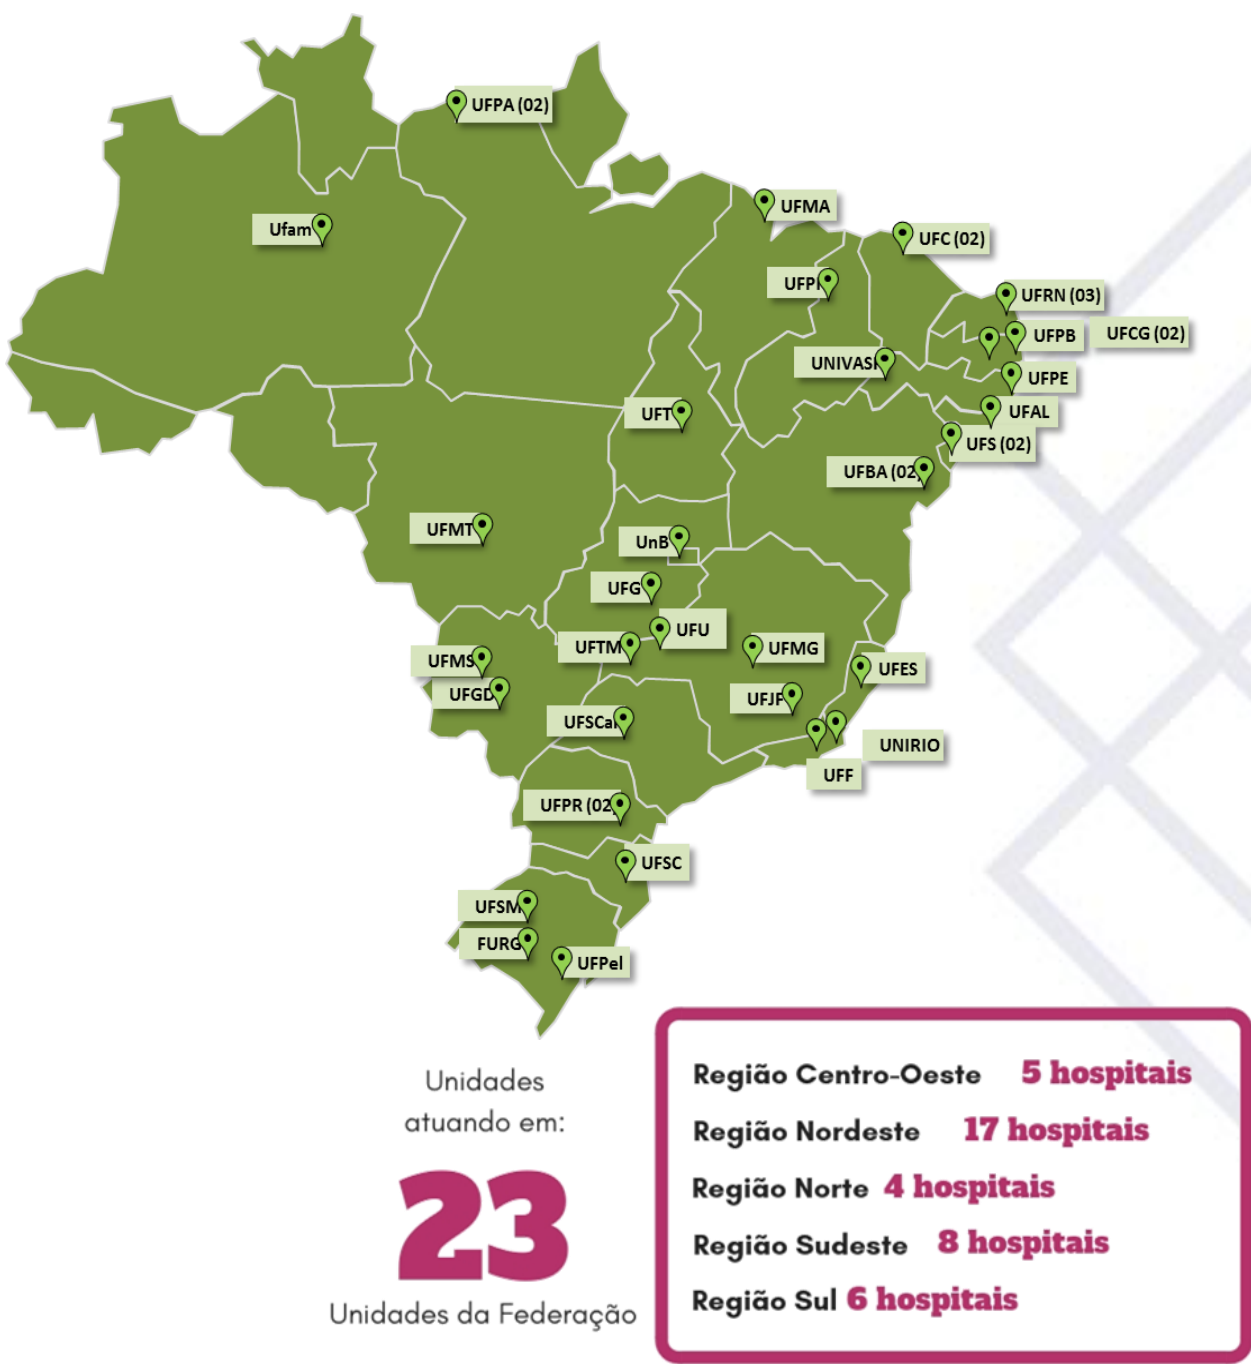 UFPA (02)
UFMA
Ufam
UFC (02)
UFPI
UFRN (03)
UFPB
UFCG (02)
UNIVASF
UFPE
UFT
UFAL
UFS (02)
UFBA (02)
UFMT
UnB
UFG
UFU
UFTM
UFMG
UFMS
UFES
UFGD
UFJF
UFSCar
UNIRIO
UFF
UFPR (02)
UFSC
UFSM
FURG
UFPel
Unidades
atuando em:
23
Unidades da Federação
Região Centro-Oeste 5 hospitais
Região Nordeste 17 hospitais
Região Norte 4 hospitais
Região Sudeste 8 hospitais
Região Sul 6 hospitais